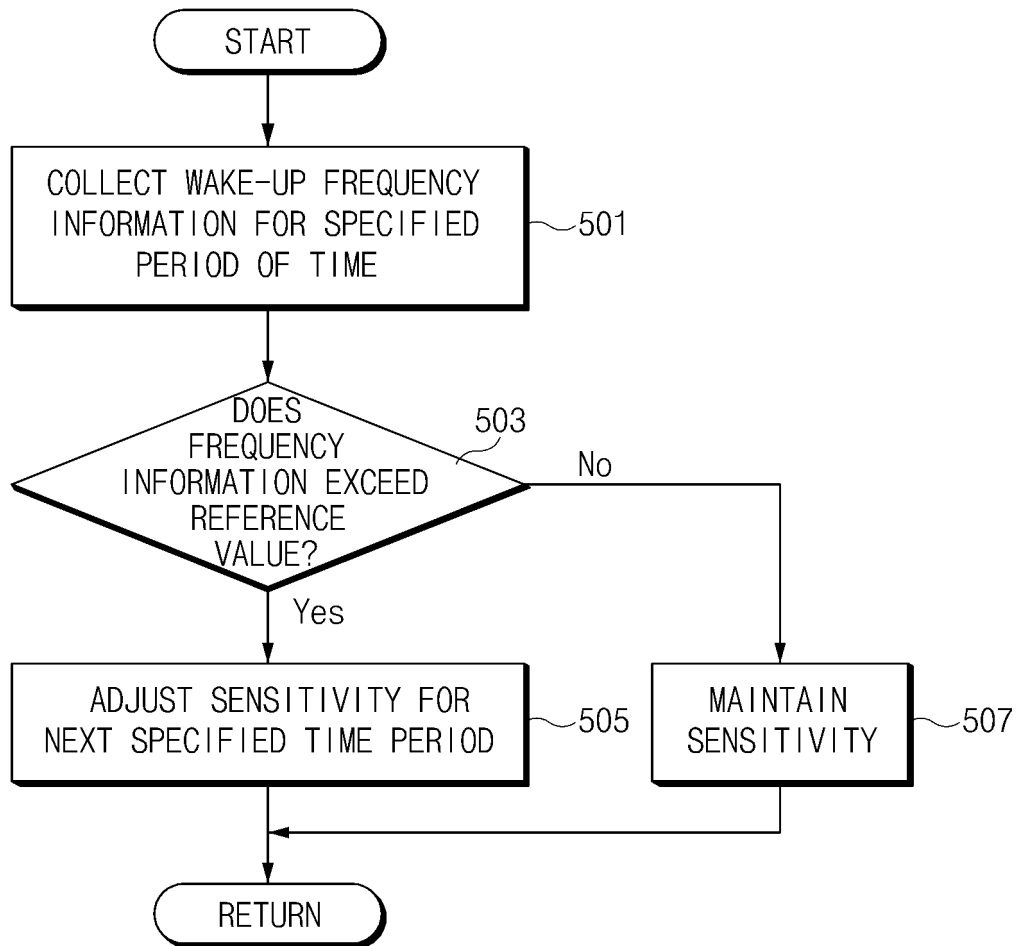 START
COLLECT WAKE-UP FREQUENCY
INFORMATION FOR SPECIFIED
PERIOD OF TIME
501
DOES
FREQUENCY
INFORMATION EXCEED
REFERENCE
VALUE?
503
No
Yes
ADJUST SENSITIVITY FOR
NEXT SPECIFIED TIME PERIOD
505
MAINTAIN
SENSITIVITY
507
RETURN